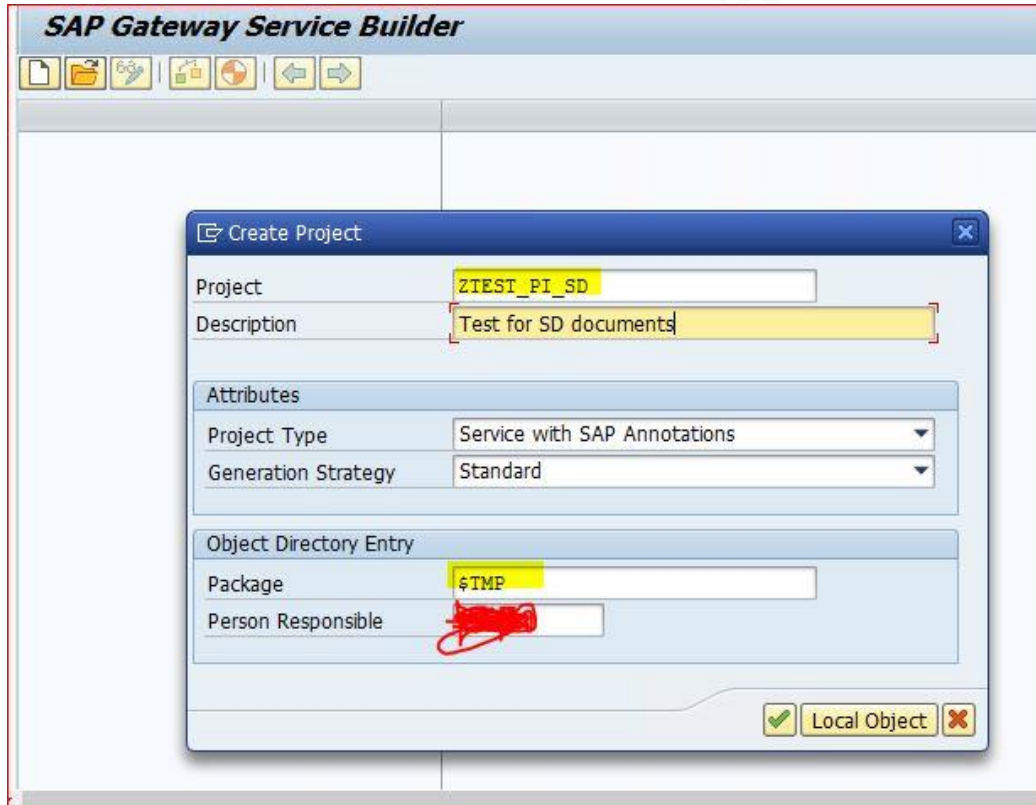 SAP Gateway Service Builder
Create Project
Project ZTEST_PI_SD
Description Test for SD documents
Attributes
Project Type Service with SAP Annotations
Generation Strategy Standard
Object Directory Entry
Package $TMP
Person Responsible
Local Object